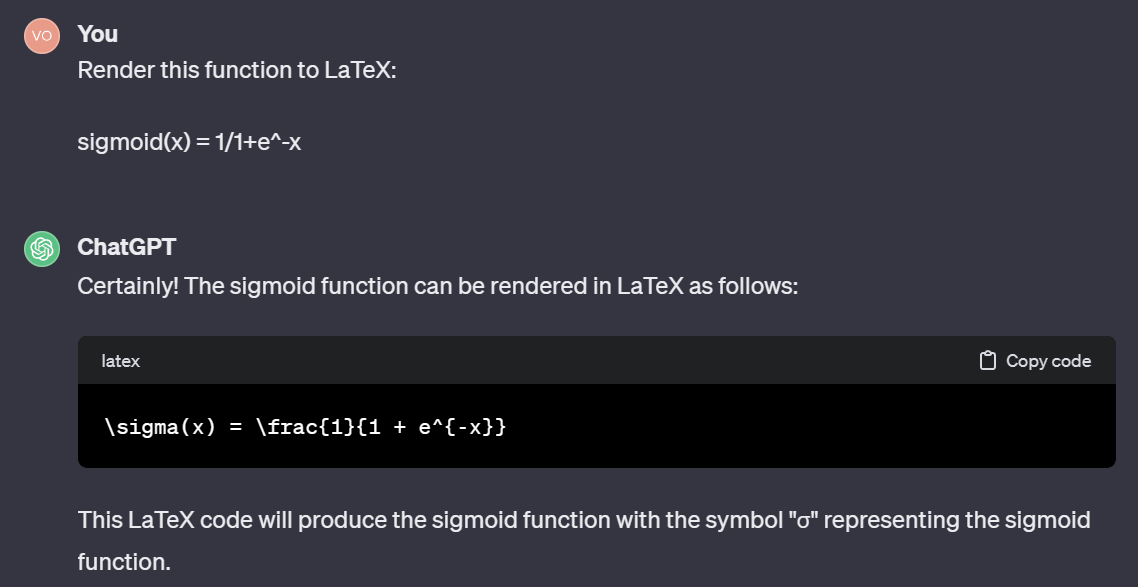 VO
You
Render this function to LaTeX:
sigmoid(x) = 1/1+e^-x
ChatGPT
Certainly! The sigmoid function can be rendered in LaTeX as follows:
latex
Copy code
\sigma(x) = \frac{1}{1 + e^{-x}}
This LaTeX code will produce the sigmoid function with the symbol "σ" representing the sigmoid
function.